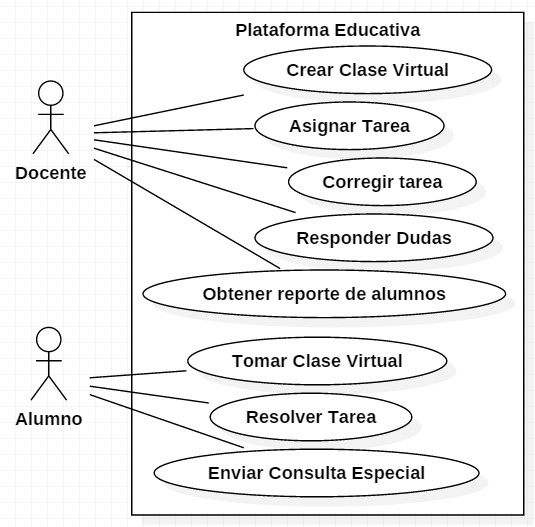 Plataforma Educativa
Crear Clase Virtual
Asignar Tarea
Docente
Corregir tarea
Responder Dudas
Obtener reporte de alumnos
Tomar Clase Virtual
Alumno
Resolver Tarea
Enviar Consulta Especial